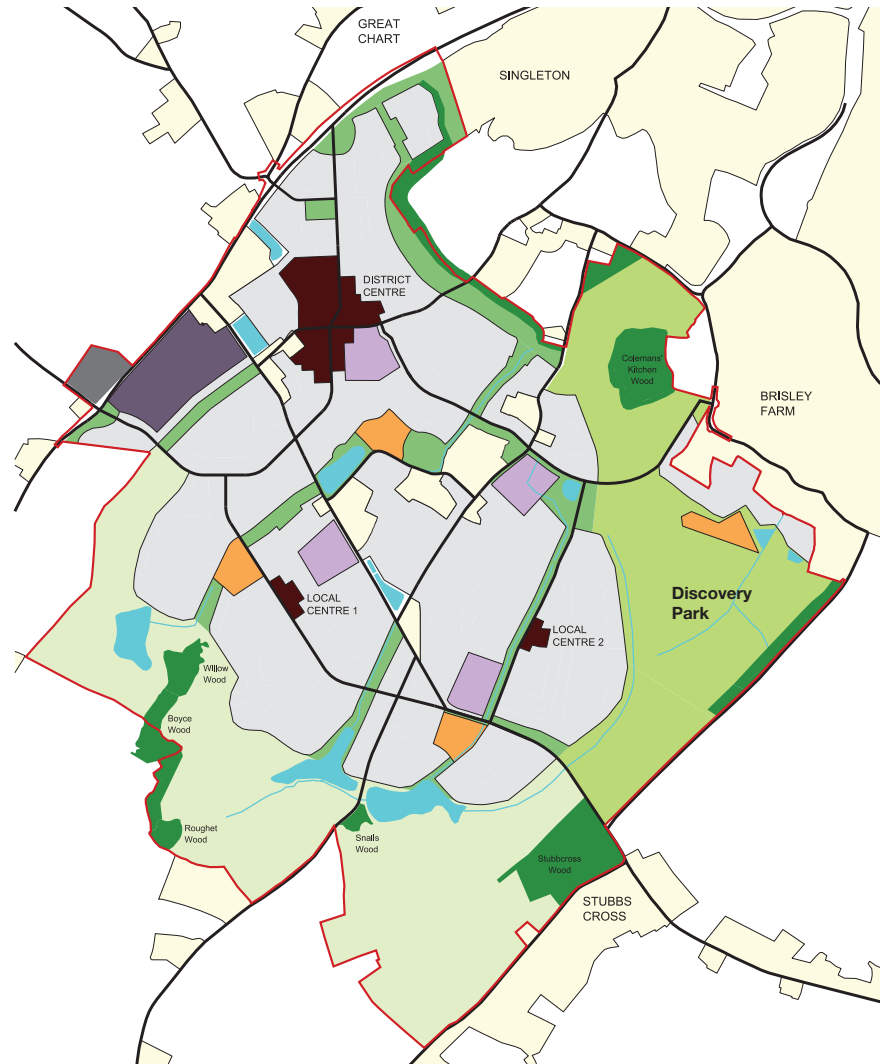 GREAT
CHART
SINGLETON
DISTRICT
CENTRE
Colemans'
Kitchen
Wood
BRISLEY
FARM
Discovery
Park
LOCAL
CENTRE 1
LOCAL
CENTRE 2
Willow
Wood
Boyce
Wood
Roughet
Wood
Snails
Wood
Stubbcross
Wood
STUBBS
CROSS